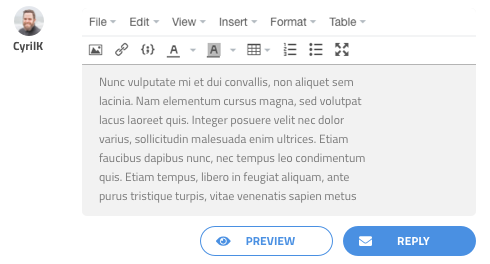 File Edit View Insert Format Table
A A
CyrilK
Nunc vulputate mi et dui convallis, non aliquet sem
lacinia. Nam elementum cursus magna, sed volutpat
lacus laoreet quis. Integer posuere velit nec dolor
varius, sollicitudin malesuada enim ultrices. Etiam
faucibus dapibus nunc, nec tempus leo condimentum
quis. Etiam tempus, libero in feugiat aliquam, ante
purus tristique turpis, vitae venenatis sapien metus
PREVIEW REPLY